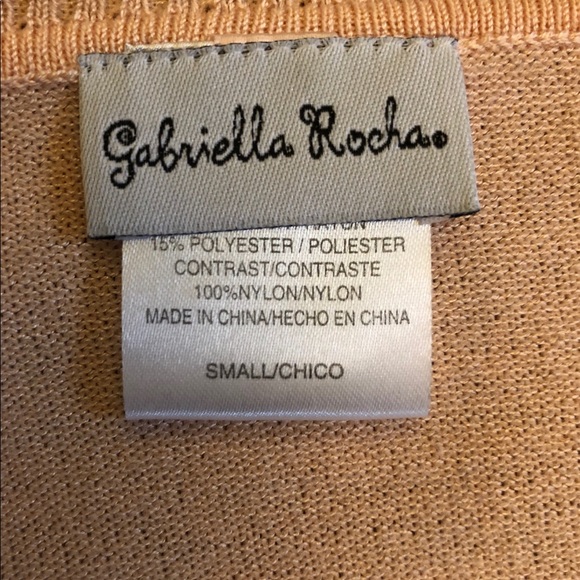 Gabriella Rocha.
15% POLYESTER / POLIESTER
CONTRAST/CONTRASTE
100%NYLON/NYLON
MADE IN CHINA/HECHO EN CHINA
SMALL/CHICO